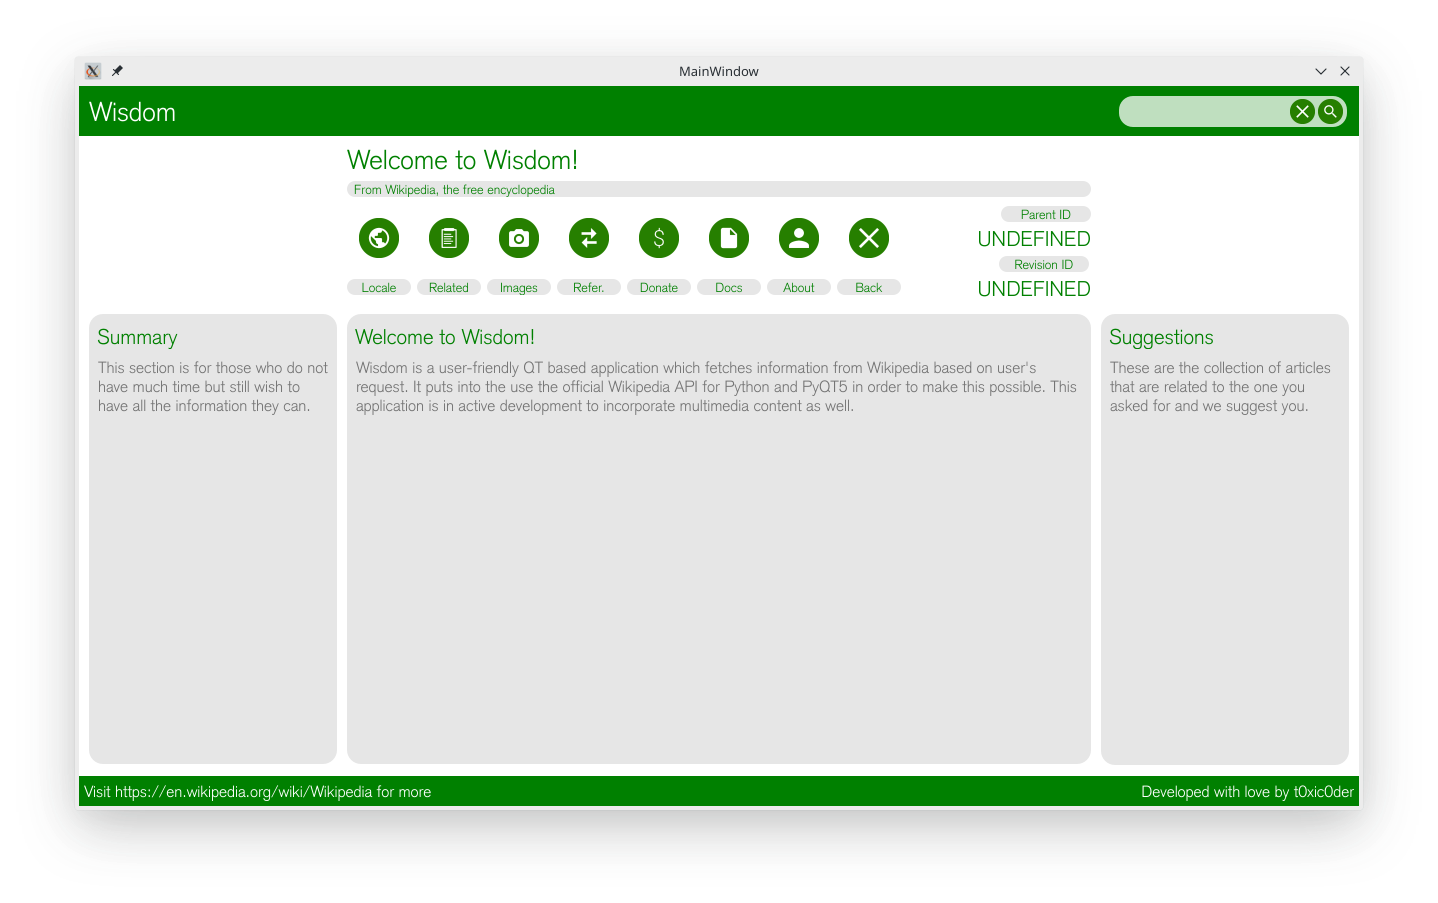 MainWindow
Wisdom
Welcome to Wisdom!
From Wikipedia, the free encyclopedia
Parent ID
UNDEFINED
Revision ID
UNDEFINED
Locale
Related
Images
Refer.
Donate
Docs
About
Back
Summary
This section is for those who do not
have much time but still wish to
have all the information they can.
Welcome to Wisdom!
Wisdom is a user-friendly QT based application which fetches information from Wikipedia based on user's
request. It puts into the use the official Wikipedia API for Python and PyQT5 in order to make this possible. This
application is in active development to incorporate multimedia content as well.
Suggestions
These are the collection of articles
that are related to the one you
asked for and we suggest you.
Visit https://en.wikipedia.org/wiki/Wikipedia for more
Developed with love by t0xic0der